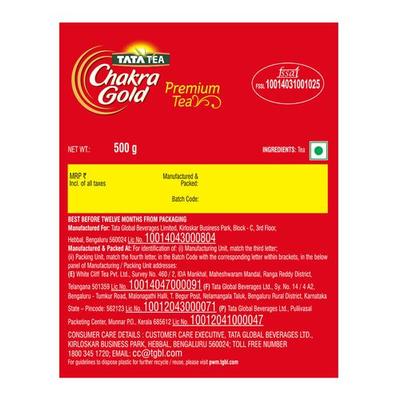 TATA TEA
Chakra
Gold
Premium
Tea
fssai
FSSL 10014031001025
NET WT.: 500 g
INGREDIENTS: Tea
MRP ₹
Incl. of all taxes
Manufactured &
Packed:
Batch Code:
BEST BEFORE TWELVE MONTHS FROM PACKAGING
Manufactured For: Tata Global Beverages Limited, Kirloskar Business Park, Block - C, 3rd Floor,
Hebbal, Bengaluru 560024 Lic No. 10014043000804
Manufactured & Packed At: For identification of: (i) Manufacturing Unit, match the third letter;
(ii) Packing Unit, match the fourth letter, in the Batch Code with the corresponding letter within brackets, in the below
panel of Manufacturing / Packing Unit addresses:
(E) White Cliff Tea Pvt. Ltd., Survey No. 460 / 2, IDA Mankhal, Maheshwaram Mandal, Ranga Reddy District,
Telangana 501359 Lic No. 10014047000091 (F) Tata Global Beverages Ltd., Sy. No. 14 / 4 A2,
Bengaluru - Tumkur Road, Malonagathi Halli, T. Begur Post, Nelamangala Taluk, Bengaluru Rural District, Karnataka
State – Pincode: 562123 Lic No. 10012043000071 (P) Tata Global Beverages Ltd., Pullivasal
Packeting Center, Munnar PO., Kerala 685612 Lic No. 10012041000047
CONSUMER CARE DETAILS : CUSTOMER CARE EXECUTIVE, TATA GLOBAL BEVERAGES LTD.,
KIRLOSKAR BUSINESS PARK, HEBBAL, BENGALURU 560024; TOLL FREE NUMBER
1800 345 1720; EMAIL: cc@tgbl.com
For guidelines to dispose plastic for further recycle / reuse, please visit pwm.tgbl.com